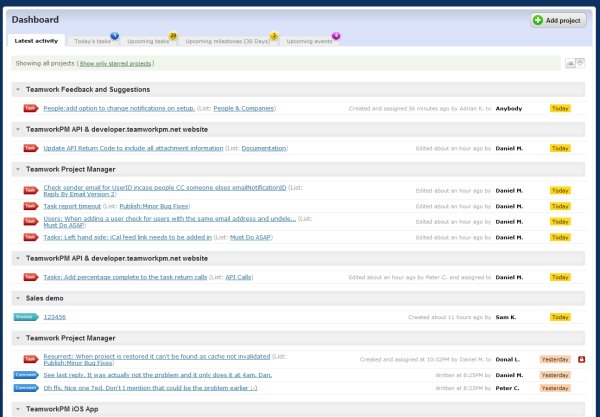 Dashboard
Add project
Latest activity Today's tasks 1 Upcoming tasks 29 Upcoming milestones (30 Days) 3 Upcoming events 4
Showing all projects (Show only starred projects)
Teamwork Feedback and Suggestions
Task People:add option to change notifications on setup. (List: People & Companies) Created and assigned 56 minutes ago by Adrian K. to Anybody Today
TeamworkPM API & developer.teamworkpm.net website
Task Update API Return Code to include all attachment information (List: Documentation) Edited about an hour ago by Daniel M. Today
Teamwork Project Manager
Task Check sender email for UserID incase people CC someone elses emailNotificationID (List: Edited about an hour ago by Daniel M. Today
Reply By Email Version 2)
Task Task report timeout (List: Publish:Minor Bug Fixes) Edited about an hour ago by Daniel M. Today
Task Users: When adding a user check for users with the same email address and undele... (List: Edited about an hour ago by Daniel M. Today
Must Do ASAP)
Task Tasks: Left hand side: iCal feed link needs to be added in (List: Must Do ASAP) Edited about an hour ago by Daniel M. Today
TeamworkPM API & developer.teamworkpm.net website
Task Tasks: Add percentage complete to the task return calls (List: API Calls) Edited about an hour ago by Peter C. and assigned to Daniel M. Today
Sales demo
Invoice 123456 Created about 11 hours ago by Sam K. Today
Teamwork Project Manager
Task Resurrect: When project is restored it can't be found as cache not invalidated (List: Created and assigned at 10:32PM by Daniel M. to Donal L. Yesterday
Publish:Minor Bug Fixes)
Comment See last reply. It was actually not the problem and it only does it at 4am. Dan. Written at 8:25PM by Daniel M. Yesterday
Comment Oh ffs. Nice one Ted. Don't I mention that could be the problem earlier :-) Written at 8:23PM by Peter C. Yesterday
TeamworkPM iOS App